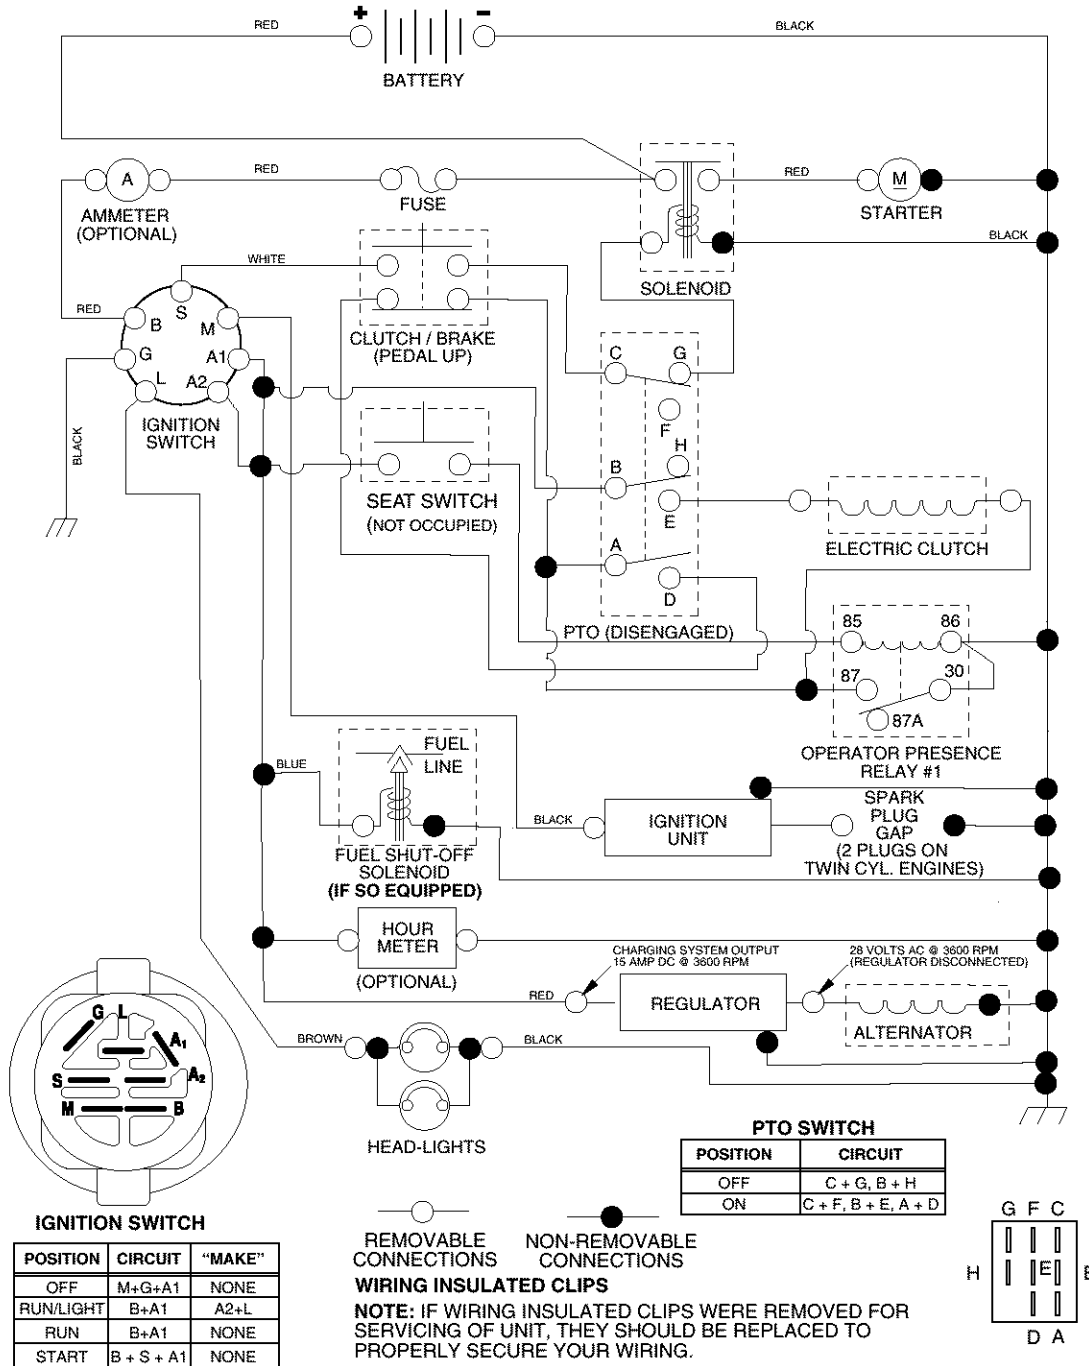 RED
+
-
BLACK
BATTERY
RED
RED
A
M
AMMETER
(OPTIONAL)
FUSE
STARTER
WHITE
BLACK
SOLENOID
S
RED
B
M
CLUTCH / BRAKE
(PEDAL UP)
G
A1
C
G
L
A2
IGNITION
SWITCH
F
BLACK
H
B
SEAT SWITCH
(NOT OCCUPIED)
E
ELECTRIC CLUTCH
A
D
PTO (DISENGAGED)
85
86
87
30
87A
OPERATOR PRESENCE
RELAY #1
FUEL
LINE
BLUE
SPARK
PLUG
GAP
(2 PLUGS ON
TWIN CYL. ENGINES)
BLACK
IGNITION
UNIT
FUEL SHUT-OFF
SOLENOID
(IF SO EQUIPPED)
HOUR
METER
(OPTIONAL)
CHARGING SYSTEM OUTPUT
15 AMP DC @ 3600 RPM
28 VOLTS AC @ 3600 RPM
(REGULATOR DISCONNECTED)
RED
REGULATOR
ALTERNATOR
BROWN
BLACK
HEAD-LIGHTS
G L
A1
S
A2
M
B
IGNITION SWITCH
POSITION CIRCUIT "MAKE"
OFF M+G+A1 NONE
RUN/LIGHT B+A1 A2+L
RUN B+A1 NONE
START B + S + A1 NONE
PTO SWITCH
POSITION CIRCUIT
OFF C + G, B + H
ON C + F, B + E, A + D
REMOVABLE
CONNECTIONS
NON-REMOVABLE
CONNECTIONS
WIRING INSULATED CLIPS
NOTE: IF WIRING INSULATED CLIPS WERE REMOVED FOR
SERVICING OF UNIT, THEY SHOULD BE REPLACED TO
PROPERLY SECURE YOUR WIRING.
G F C
H
E
D A